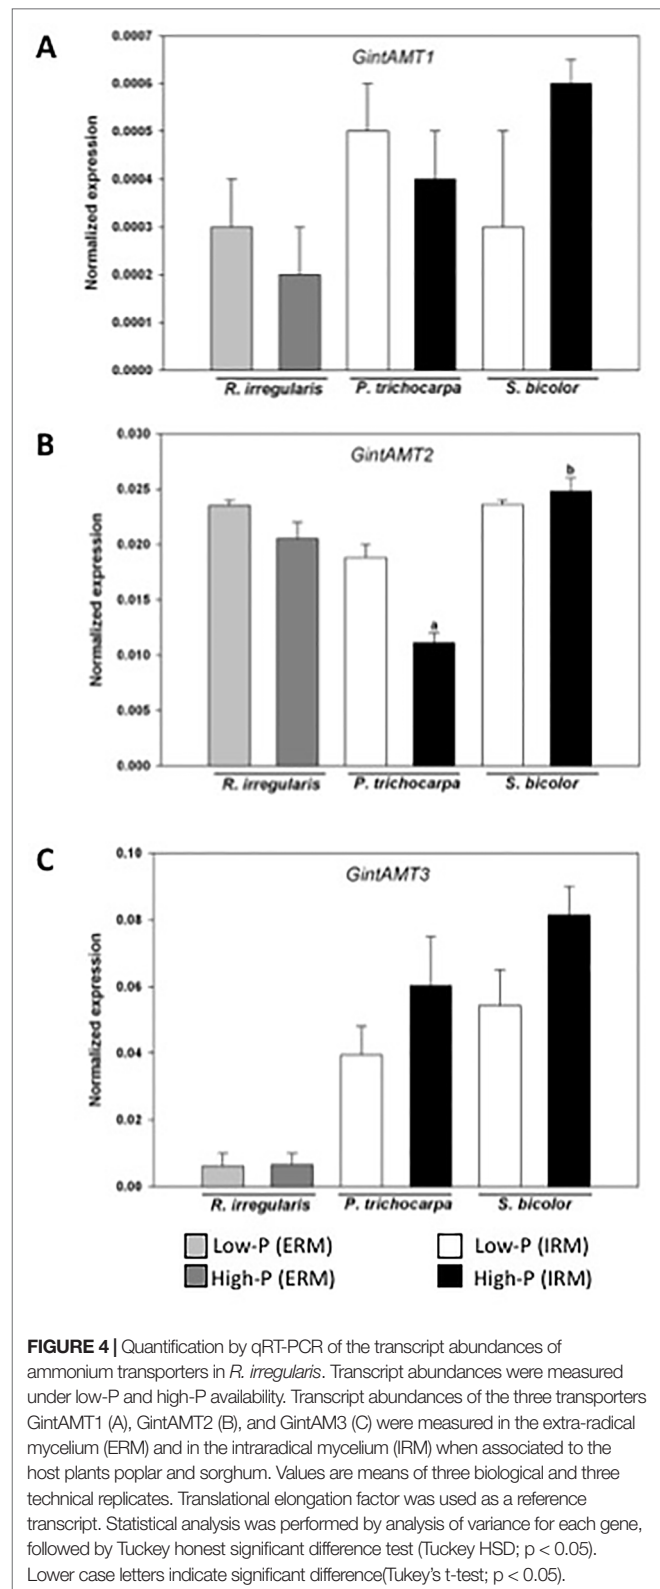 A
GintAMT1
Normalized expression
0.0007
0.0006
0.0005
0.0004
0.0003
0.0002
0.0001
0.0000
R. irregularis P. trichocarpa S. bicolor
B
GintAMT2
Normalized expression
0.030
0.025
0.020
0.015
0.010
0.005
0.000
a
b
R. irregularis P. trichocarpa S. bicolor
C
GintAMT3
Normalized expression
0.10
0.08
0.06
0.04
0.02
0.00
R. irregularis P. trichocarpa S. bicolor
Low-P (ERM) Low-P (IRM)
High-P (ERM) High-P (IRM)
FIGURE 4 | Quantification by qRT-PCR of the transcript abundances of
ammonium transporters in R. irregularis. Transcript abundances were measured
under low-P and high-P availability. Transcript abundances of the three transporters
GintAMT1 (A), GintAMT2 (B), and GintAM3 (C) were measured in the extra-radical
mycelium (ERM) and in the intraradical mycelium (IRM) when associated to the
host plants poplar and sorghum. Values are means of three biological and three
technical replicates. Translational elongation factor was used as a reference
transcript. Statistical analysis was performed by analysis of variance for each gene,
followed by Tuckey honest significant difference test (Tuckey HSD; p < 0.05).
Lower case letters indicate significant difference(Tukey's t-test; p < 0.05).